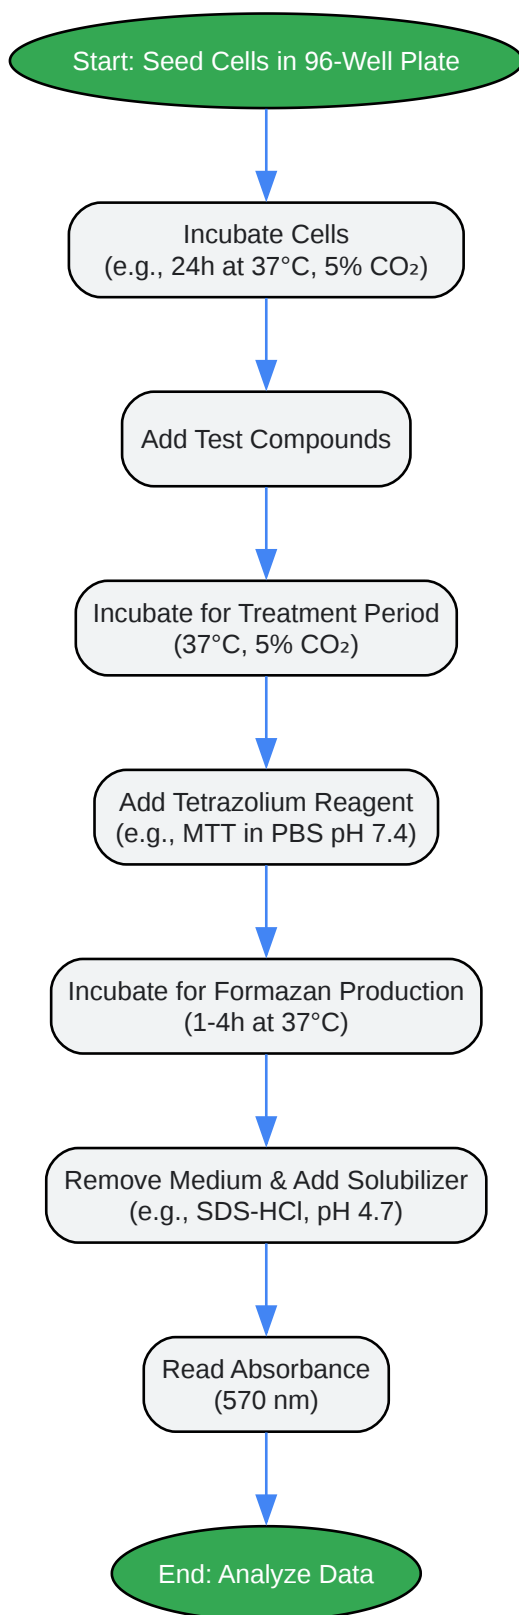 Start: Seed Cells in 96-Well Plate
Incubate Cells
(e.g., 24h at 37°C, 5% CO₂)
Add Test Compounds
Incubate for Treatment Period
(37°C, 5% CO₂)
Add Tetrazolium Reagent
(e.g., MTT in PBS pH 7.4)
Incubate for Formazan Production
(1-4h at 37°C)
Remove Medium & Add Solubilizer
(e.g., SDS-HCl, pH 4.7)
Read Absorbance
(570 nm)
End: Analyze Data